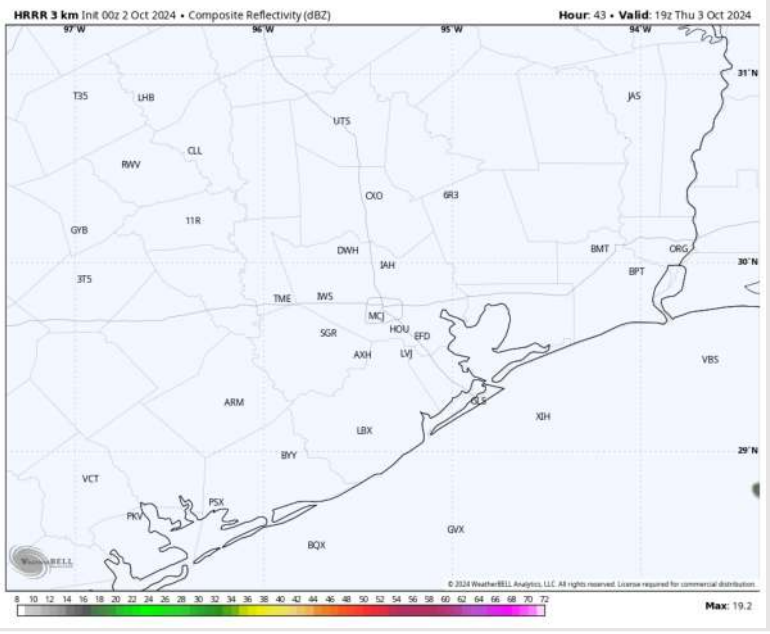 HRRR 3 km Init 00z 2 Oct 2024 • Composite Reflectivity (dBZ) Hour: 43 • Valid: 19z Thu 3 Oct 2024
97°W 96°W 95°W 94°W
31°N
T35 LHB JAS
UTS
CLL
RWV
CXO 6R3
11R
GYB
DWH BMT ORG
IAH 30°N
BPT
3T5
TME IWS
MCJ
SGR HOU EFD
AXH LVJ
VBS
ARM GLS
XIH
LBX
BYY 29°N
VCT
PSX
PKV
GVX
BQX
WEATHERBELL
© 2024 WeatherBELL Analytics, LLC. All rights reserved. License required for commercial distribution.
8 10 12 14 16 18 20 22 24 26 28 30 32 34 36 38 40 42 44 46 48 50 52 54 56 58 60 62 64 66 68 70 72
Max: 19.2